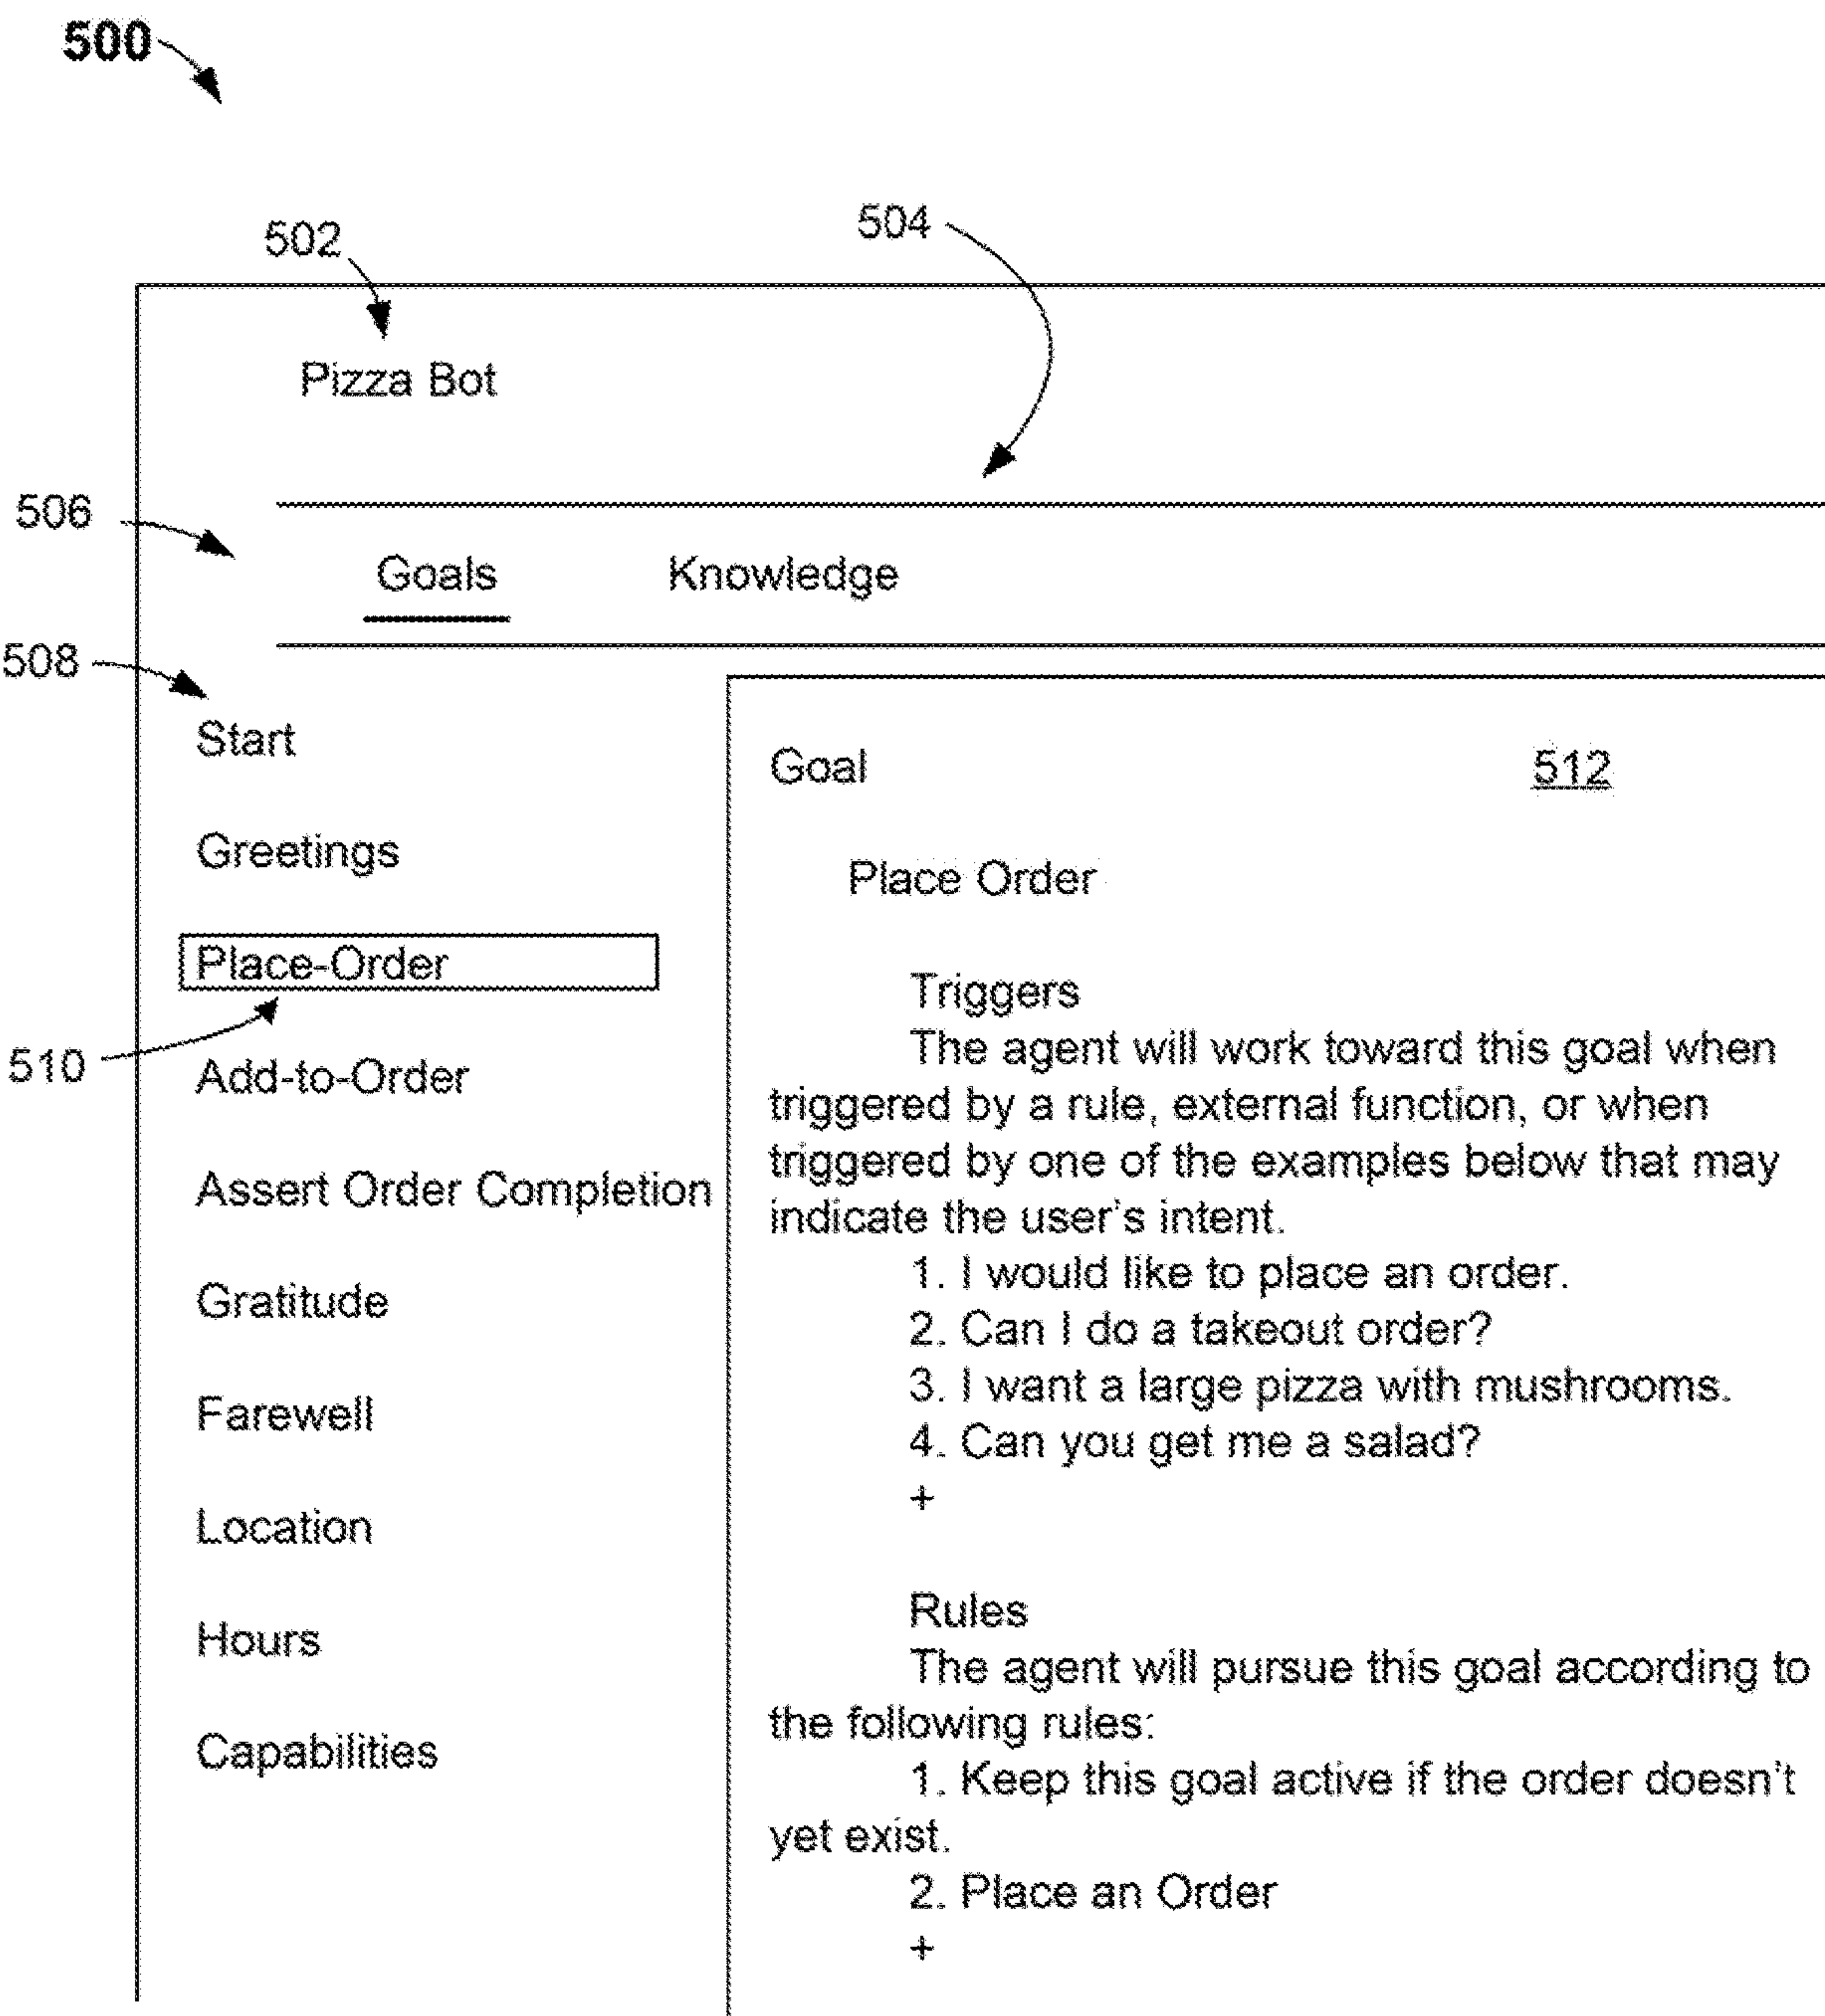 500
502
504
Pizza Bot
506
Goals Knowledge
508
Start
Greetings
Place-Order
510
Add-to-Order
Assert Order Completion
Gratitude
Farewell
Location
Hours
Capabilities
Goal 512
Place Order
Triggers
The agent will work toward this goal when
triggered by a rule, external function, or when
triggered by one of the examples below that may
indicate the user's intent.
1. I would like to place an order.
2. Can I do a takeout order?
3. I want a large pizza with mushrooms.
4. Can you get me a salad?
+
Rules
The agent will pursue this goal according to
the following rules:
1. Keep this goal active if the order doesn't
yet exist.
2. Place an Order
+